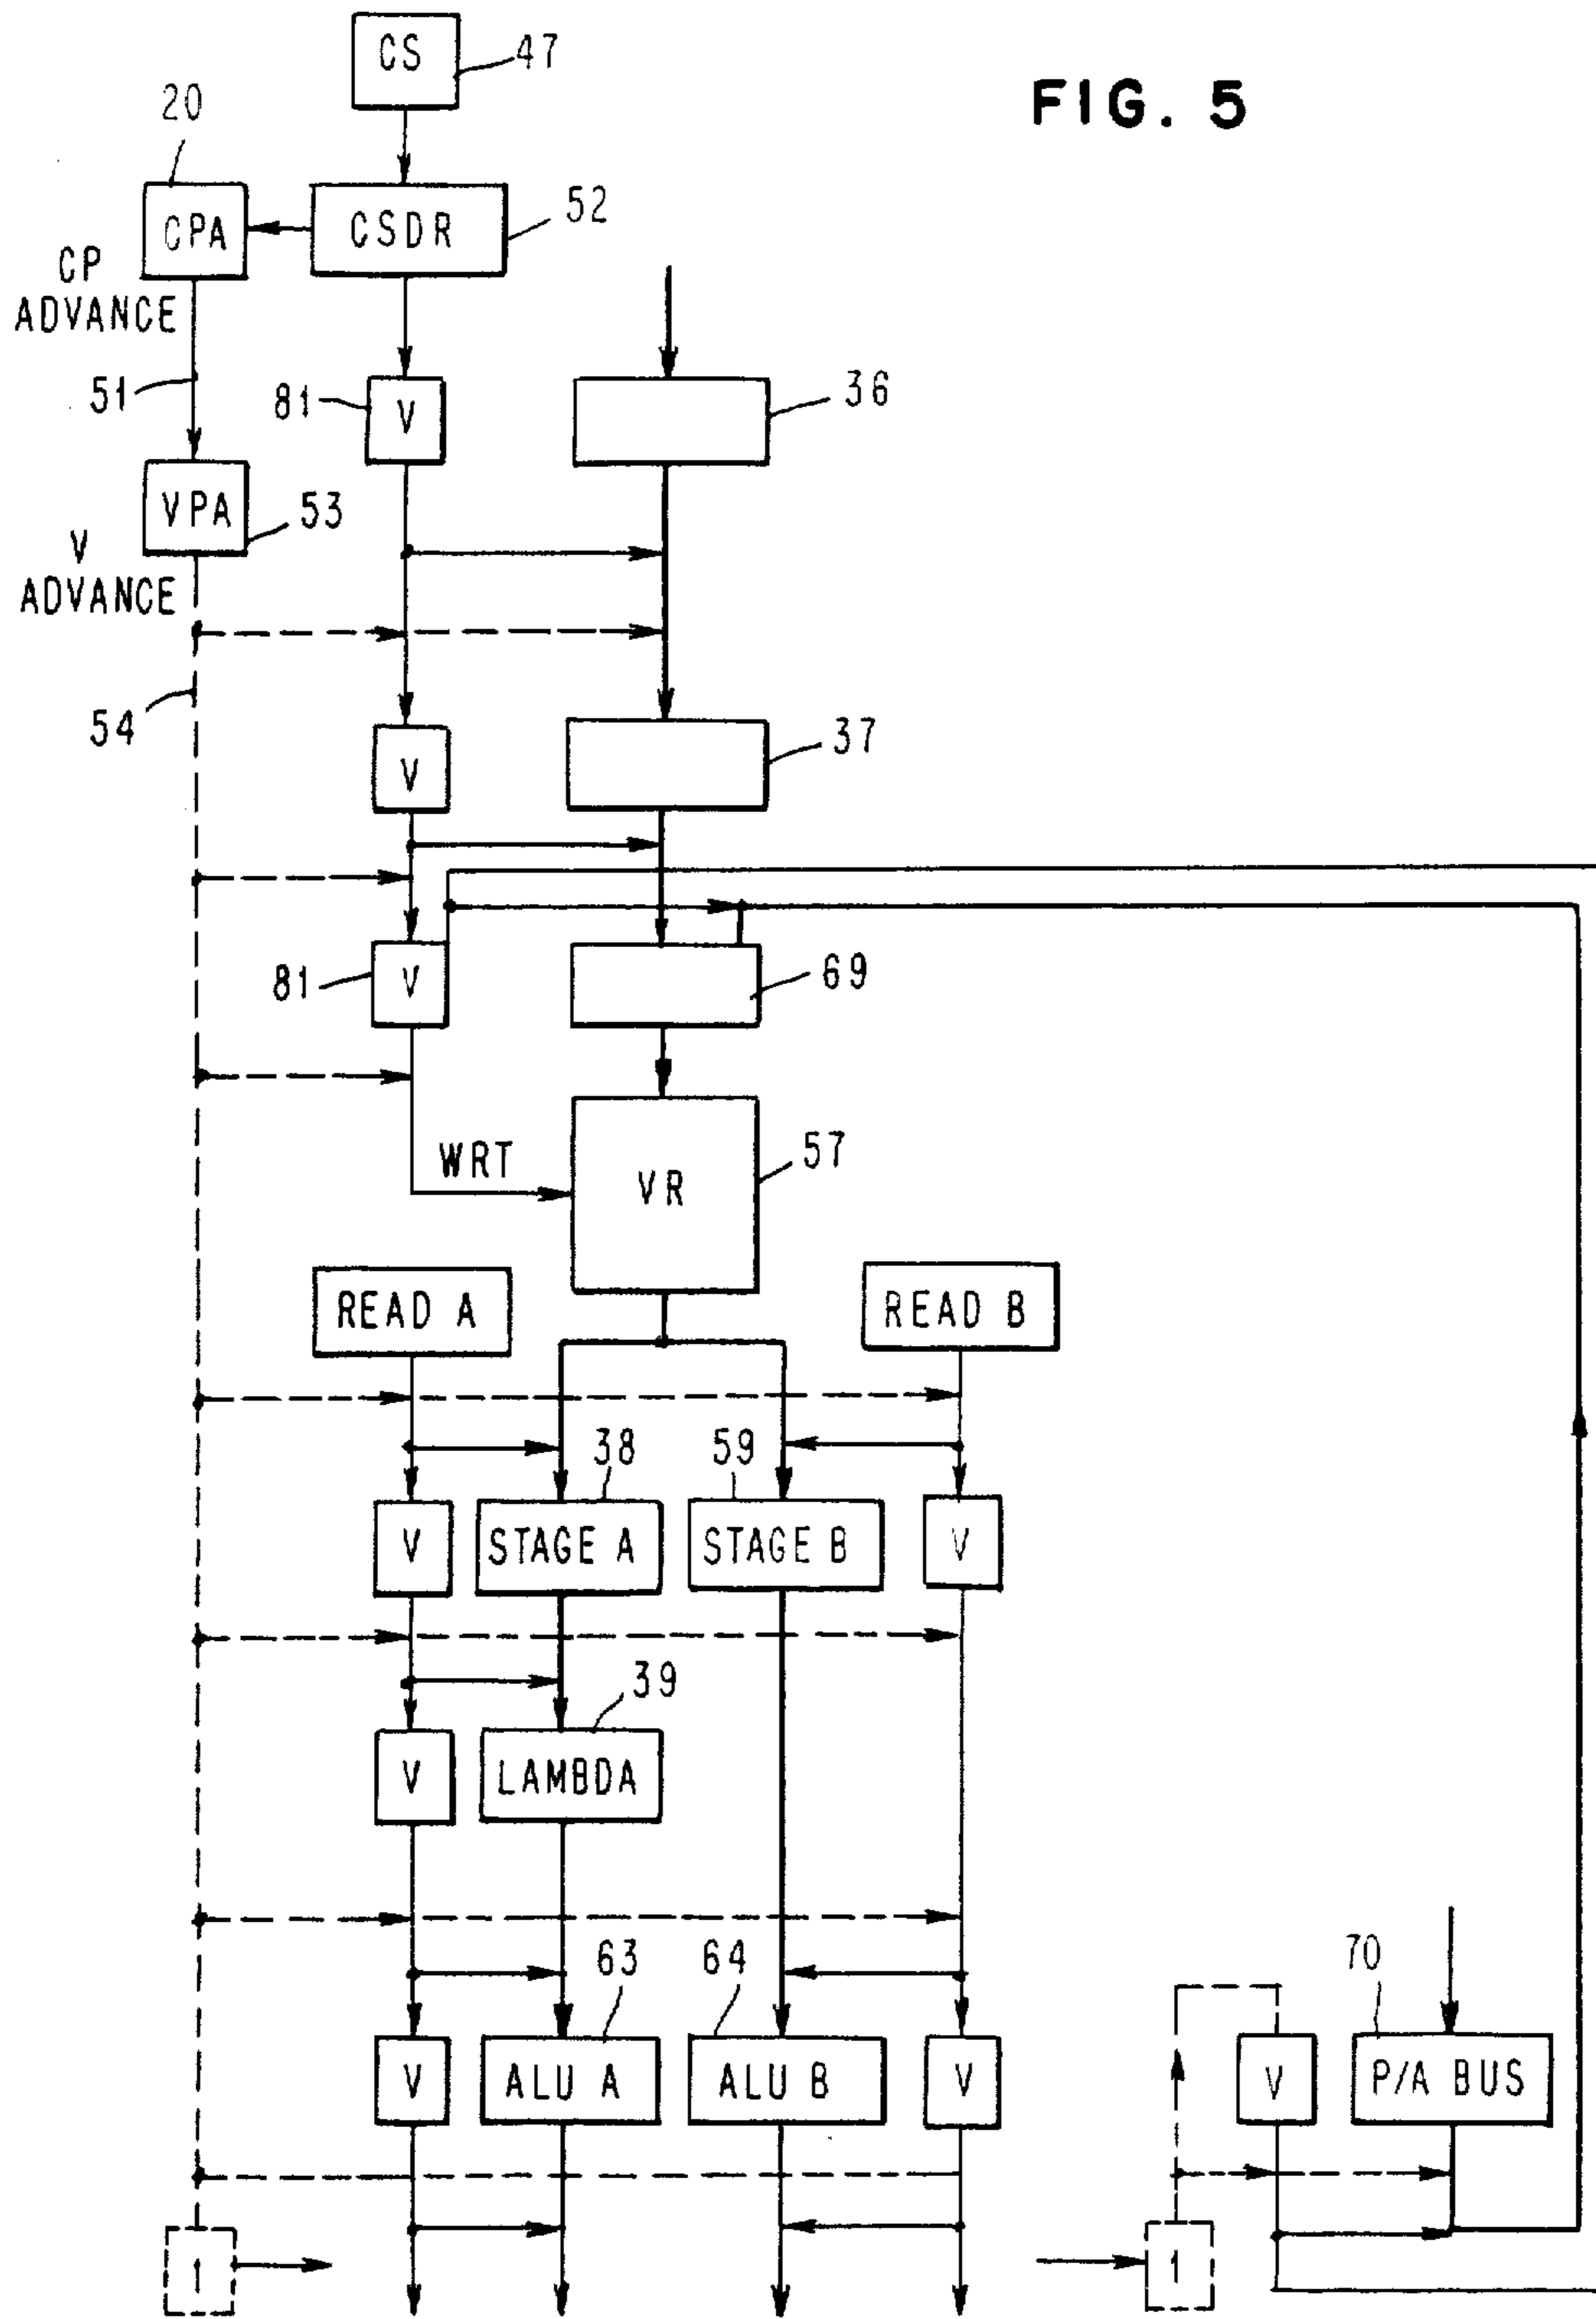 FIG. 5
CS
47
20
CPA
CSDR
52
CP
ADVANCE
51
81
V
36
VPA
53
V
ADVANCE
54
V
37
81
V
69
WRT
VR
57
READ A
READ B
38
59
V
STAGE A
STAGE B
V
39
V
LAMBDA
63
64
70
V
ALU A
ALU B
V
V
P/A BUS
1
1